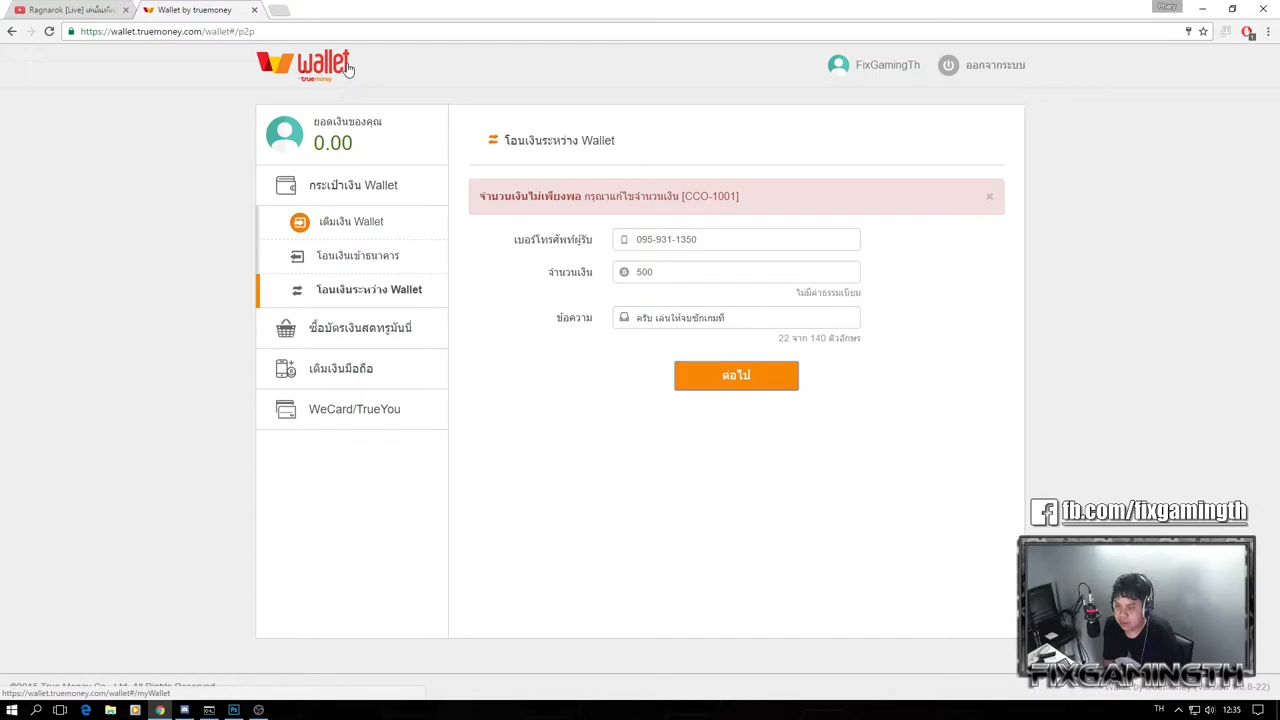 Ragnarok [Live]
Wallet by truemoney
Phary
https://wallet.truemoney.com/wallet#/p2p
wallet
by truemoney
FixGamingTh
ออกจากระบบ
ยอดเงินของคุณ
0.00
กระเป๋าเงิน Wallet
เติมเงิน Wallet
โอนเงินเข้าธนาคาร
โอนเงินระหว่าง Wallet
ซื้อบัตรเงินสดทรูมันนี่
เติมเงินมือถือ
WeCard/TrueYou
โอนเงินระหว่าง Wallet
จำนวนเงินไม่เพียงพอ กรุณาแก้ไขจำนวนเงิน [CCO-1001]
×
เบอร์โทรศัพท์ผู้รับ
095-931-1350
จำนวนเงิน
500
ไม่มีค่าธรรมเนียม
ข้อความ
ครับ เล่นให้จบซักเกมที
22 จาก 140 ตัวอักษร
ต่อไป
fb.com/fixgamingth
FIXGAMINGTH
https://wallet.truemoney.com/wallet#/myWallet
TH
12:35